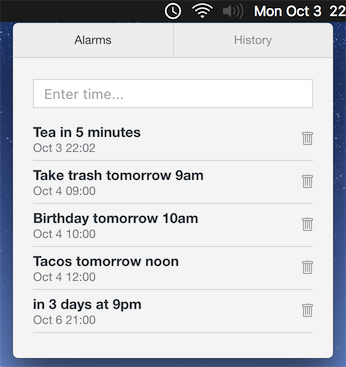 Mon Oct 3 22
Alarms
History
Enter time...
Tea in 5 minutes
Oct 3 22:02
Take trash tomorrow 9am
Oct 4 09:00
Birthday tomorrow 10am
Oct 4 10:00
Tacos tomorrow noon
Oct 4 12:00
in 3 days at 9pm
Oct 6 21:00